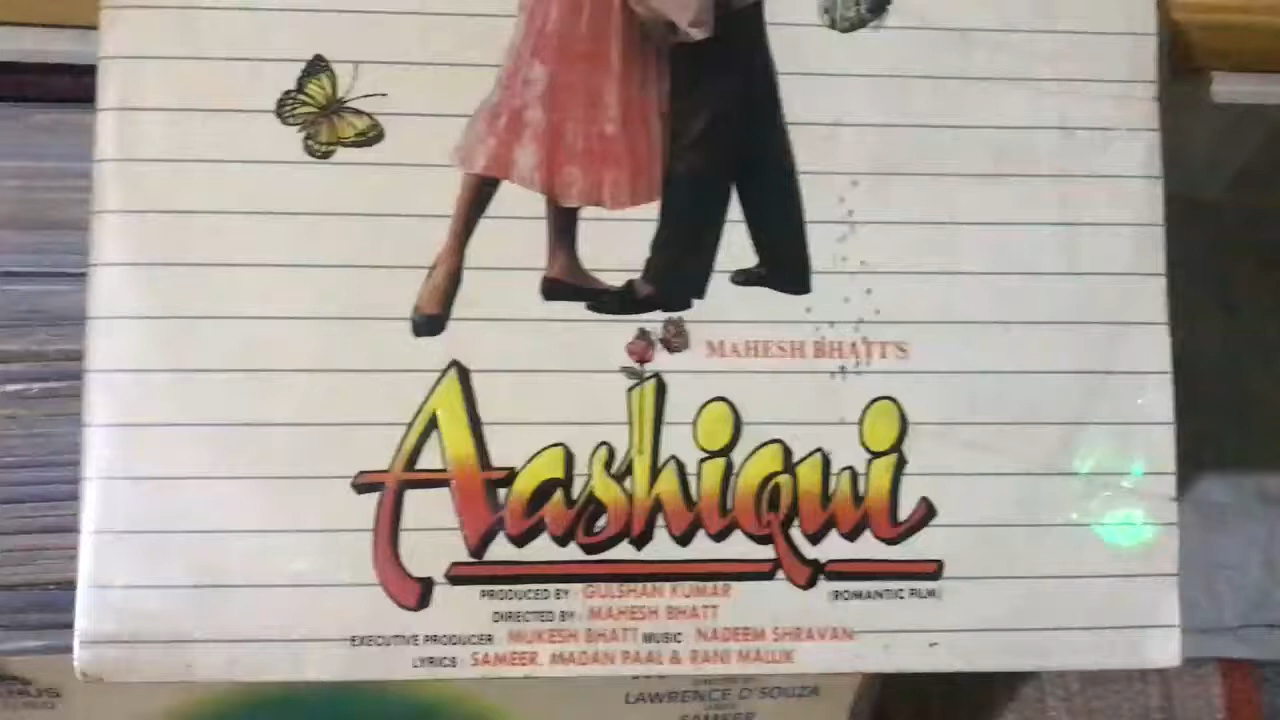 MAHESH BHATT'S
Aashiqui
PRODUCED BY : GULSHAN KUMAR
(ROMANTIC FILM)
DIRECTED BY : MAHESH BHATT
EXECUTIVE PRODUCER : MUKESH BHATT MUSIC : NADEEM SHRAVAN
LYRICS : SAMEER, MADAN PAAL & RANI MALLIK
LAWRENCE D'SOUZA
SAMEER